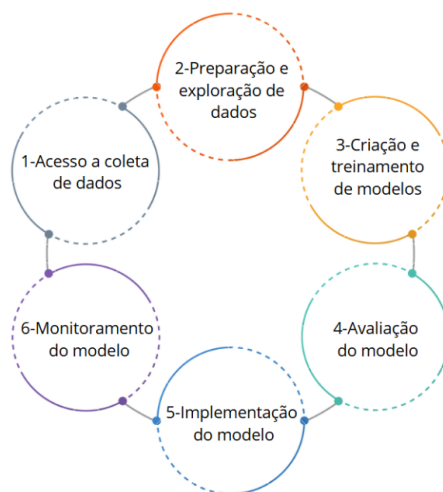 1-Acesso a coleta
de dados
2-Preparação e
exploração de
dados
3-Criação e
treinamento
de modelos
4-Avaliação
do modelo
5-Implementação
do modelo
6-Monitoramento
do modelo